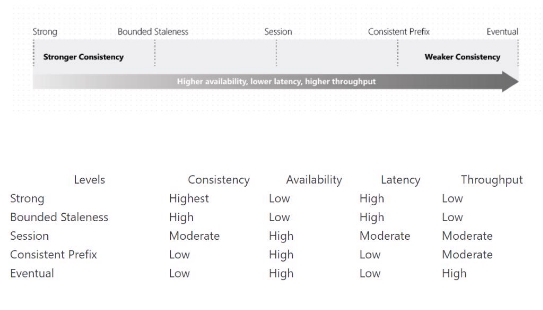 Strong Bounded Staleness Session Consistent Prefix Eventual
Stronger Consistency Weaker Consistency
Higher availability, lower latency, higher throughput
Levels Consistency Availability Latency Throughput
Strong Highest Low High Low
Bounded Staleness High Low High Low
Session Moderate High Moderate Moderate
Consistent Prefix Low High Low Moderate
Eventual Low High Low High